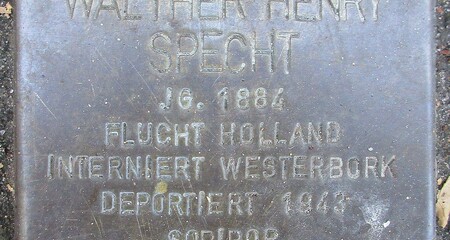 WALTHER HENRY
SPECHT
JG. 1884
FLUCHT HOLLAND
INTERNIERT WESTERBORK
DEPORTIERT 1943
SOBIBOR